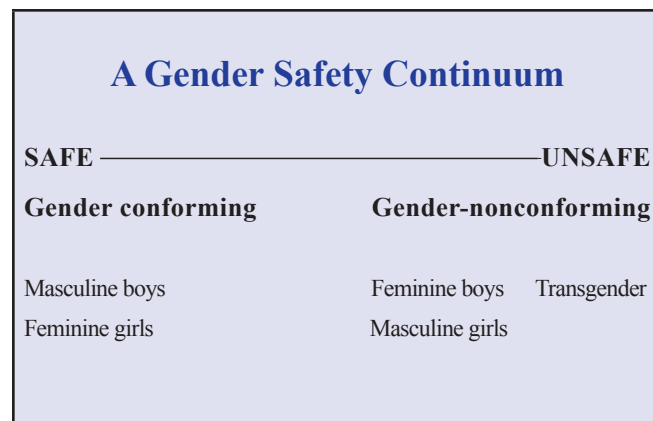 A Gender Safety Continuum
SAFE UNSAFE
Gender conforming Gender-nonconforming
Masculine boys Feminine boys Transgender
Feminine girls Masculine girls